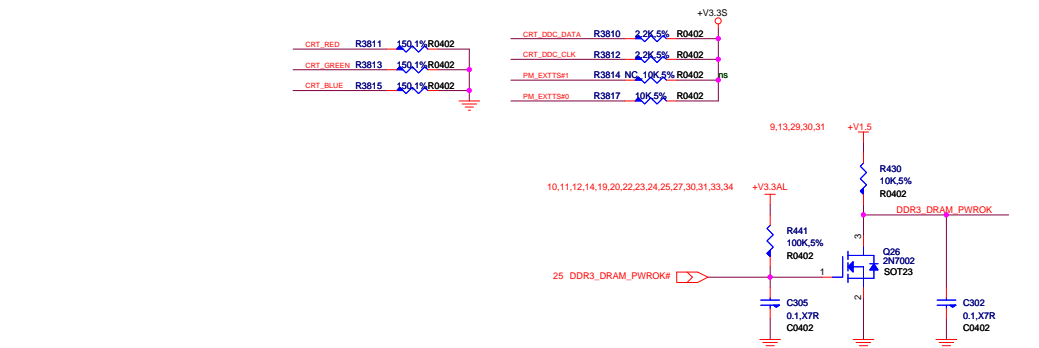 +V3.3S
CRT_RED R3811 150,1% R0402
CRT_GREEN R3813 150,1% R0402
CRT_BLUE R3815 150,1% R0402
CRT_DDC_DATA R3810 2.2K,5% R0402
CRT_DDC_CLK R3812 2.2K,5% R0402
PM_EXTTS#1 R3814 NC_10K,5% R0402 ns
PM_EXTTS#0 R3817 10K,5% R0402
9,13,29,30,31 +V1.5
R430
10K,5%
R0402
10,11,12,14,19,20,22,23,24,25,27,30,31,33,34 +V3.3AL
DDR3_DRAM_PWROK
R441
100K,5%
R0402
3
Q26
2N7002
SOT23
25 DDR3_DRAM_PWROK#
1
2
C305
0.1,X7R
C0402
C302
0.1,X7R
C0402